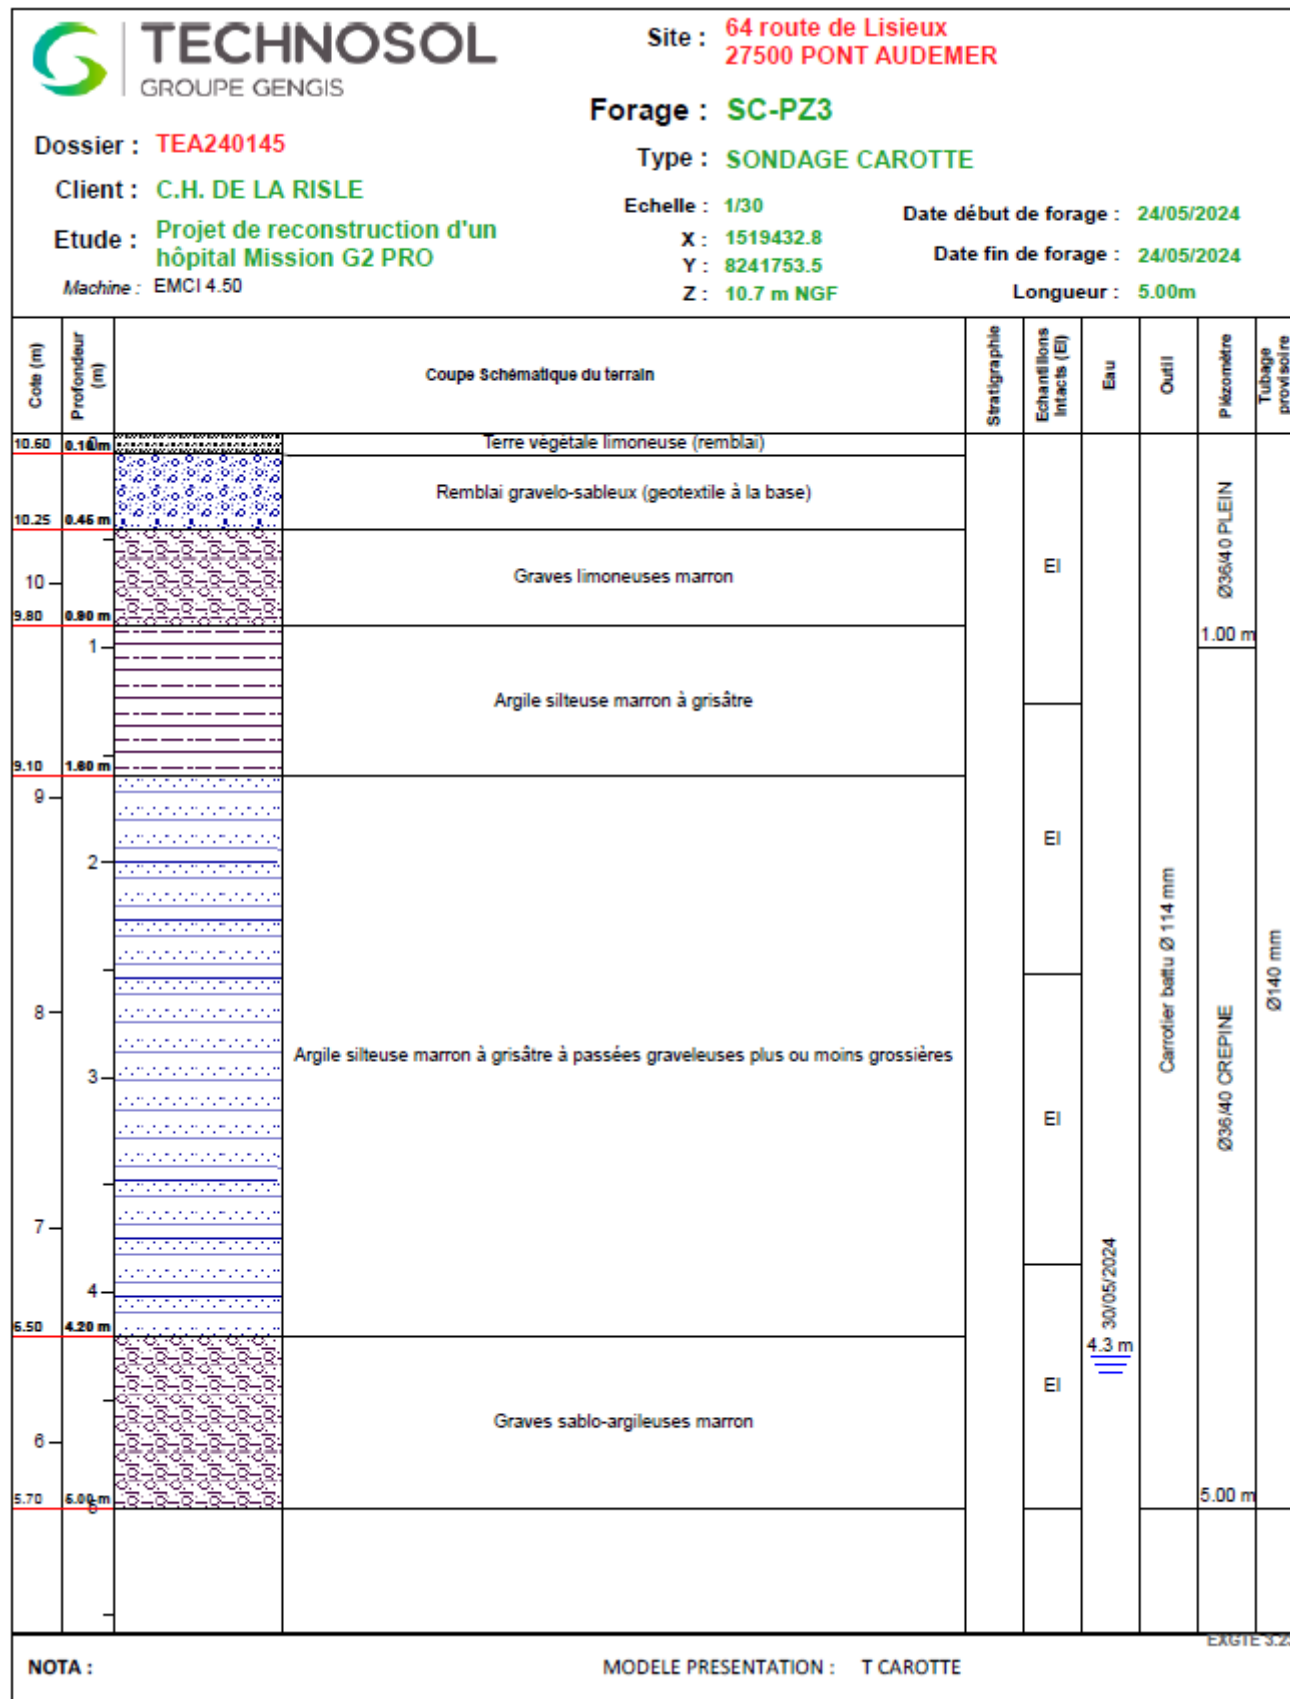 TECHNOSOL
GROUPE GENGIS
Site : 64 route de Lisieux
27500 PONT AUDEMER
Forage : SC-PZ3
Dossier : TEA240145
Type : SONDAGE CAROTTE
Client : C.H. DE LA RISLE
Etude : Projet de reconstruction d'un
hôpital Mission G2 PRO
Machine : EMCI 4.50
Echelle : 1/30
X : 1519432.8
Y : 8241753.5
Z : 10.7 m NGF
Date début de forage : 24/05/2024
Date fin de forage : 24/05/2024
Longueur : 5.00m
Cote (m)
Profondeur
(m)
Coupe Schématique du terrain
Stratigraphie
Echantillons
Intacts (EI)
Eau
Outil
Piézomètre
Tubage
provisoire
10.60 0.10 m Terre végétale limoneuse (remblai)
0
Remblai gravelo-sableux (geotextile à la base)
10.25 0.45 m
Graves limoneuses marron
10
9.80 0.90 m
1
Argile silteuse marron à grisâtre
9.10 1.60 m
9
2
8
Argile silteuse marron à grisâtre à passées graveleuses plus ou moins grossières
3
7
4
6.50 4.20 m
Graves sablo-argileuses marron
6
5.70 5.00 m
5
EI
EI
EI
EI
30/05/2024
4.3 m
Carrotier battu Ø 114 mm
Ø36/40 PLEIN
1.00 m
Ø36/40 CREPINE
5.00 m
Ø140 mm
EXGTE 3.23
NOTA :
MODELE PRESENTATION : T CAROTTE